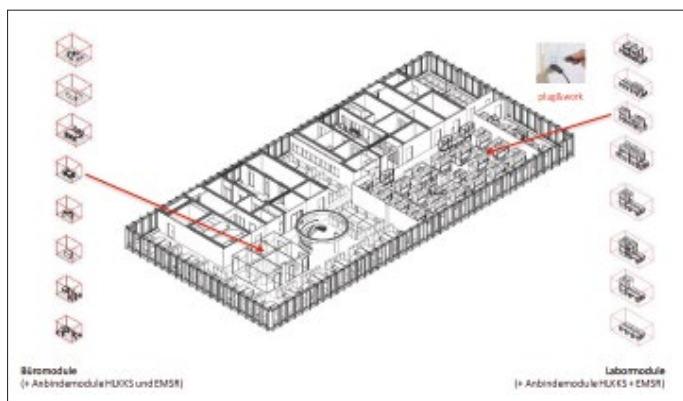 plug&work
Büromodule
(+ Anbindemodule HLKKS und EMSR)
Labormodule
(+ Anbindemodule HLKKS + EMSR)